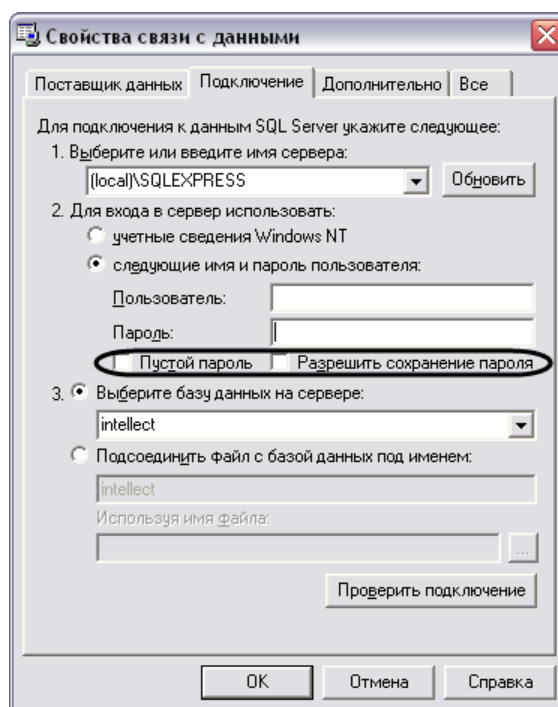 Свойства связи с данными
Поставщик данных Подключение Дополнительно Все
Для подключения к данным SQL Server укажите следующее:
1. Выберите или введите имя сервера:
(local)\SQLEXPRESS Обновить
2. Для входа в сервер использовать:
учетные сведения Windows NT
следующие имя и пароль пользователя:
Пользователь:
Пароль:
Пустой пароль Разрешить сохранение пароля
3. Выберите базу данных на сервере:
intellect
Подсоединить файл с базой данных под именем:
intellect
Используя имя файла:
...
Проверить подключение
OK Отмена Справка